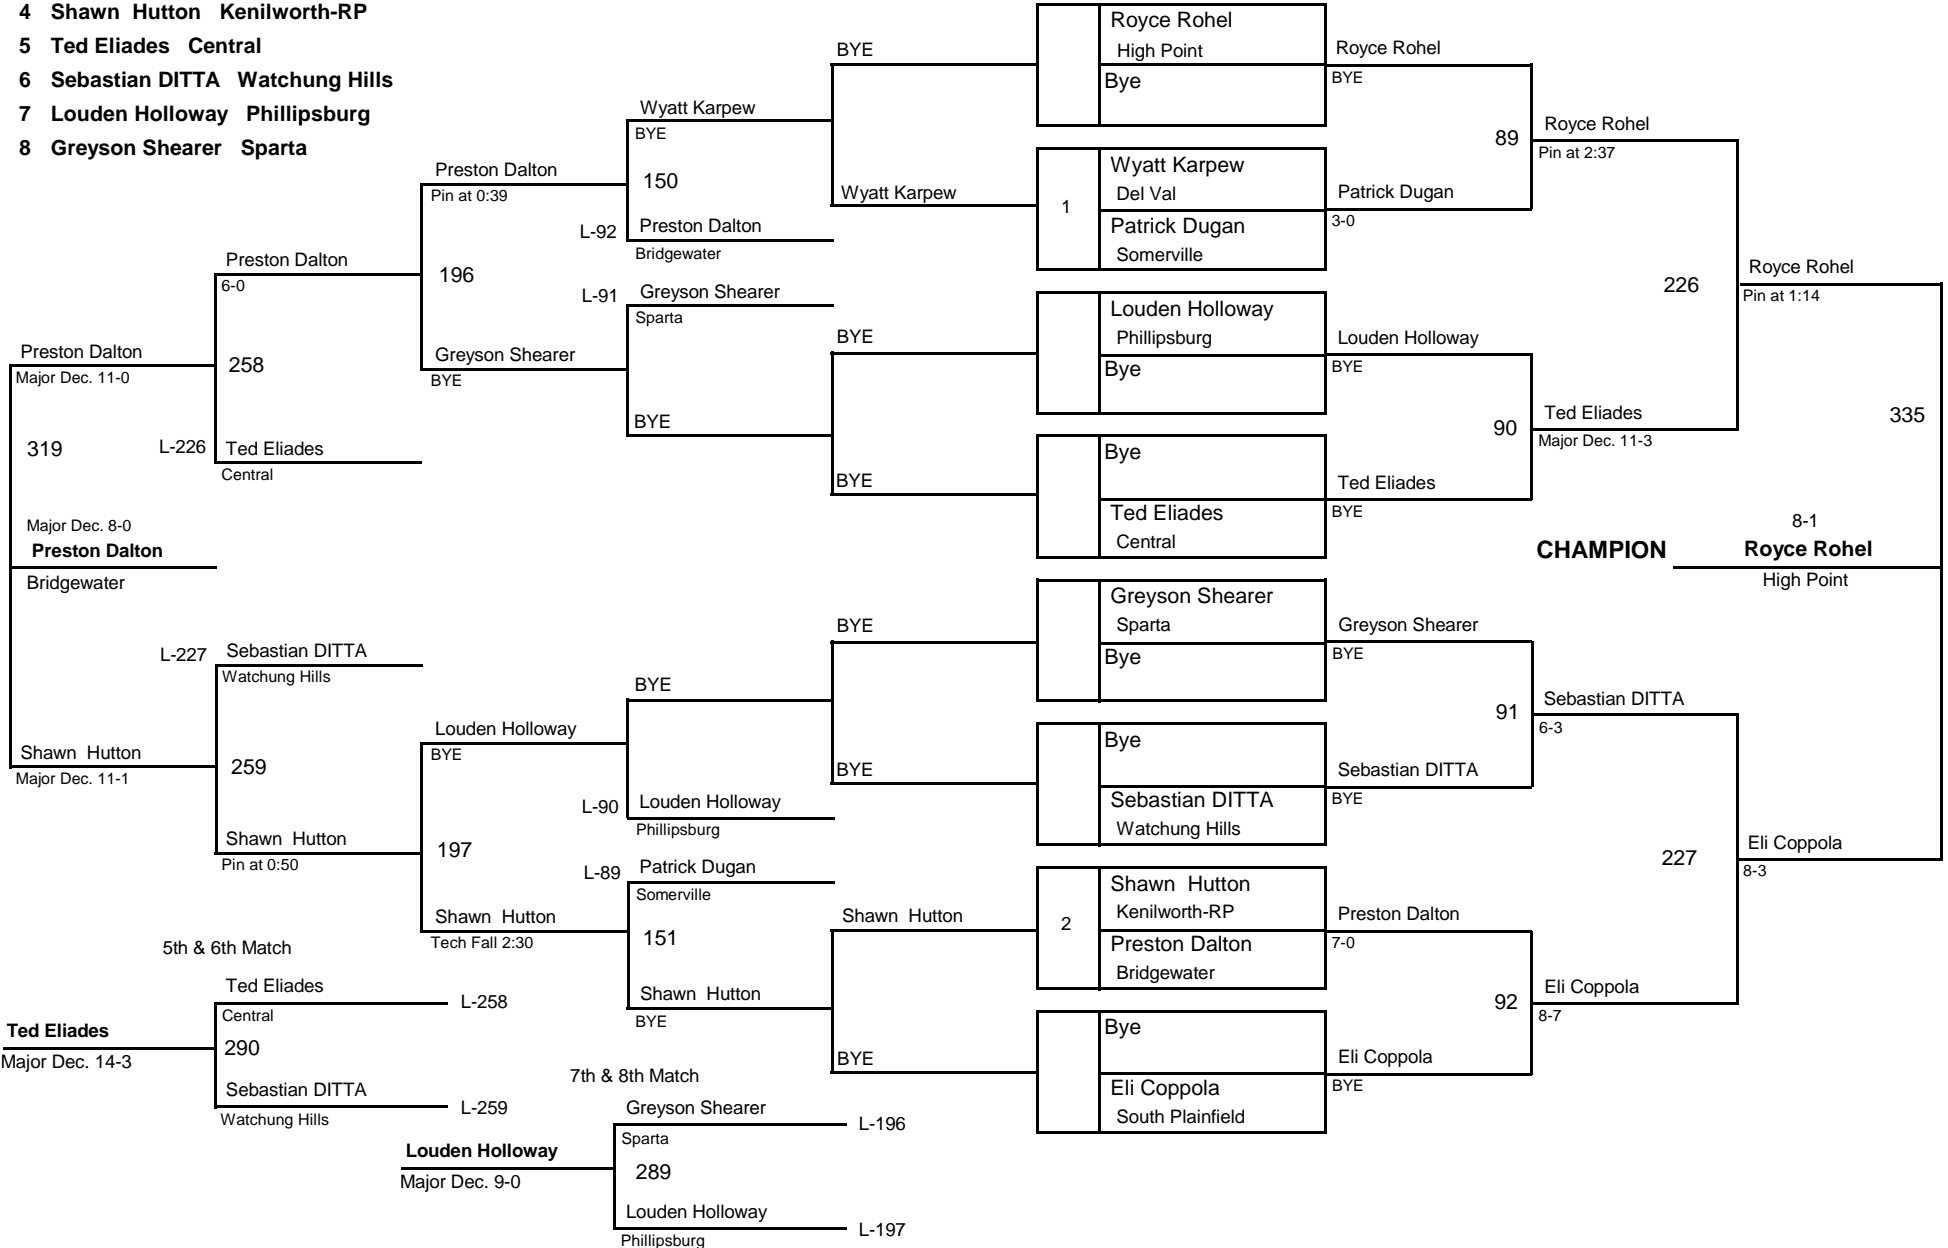 4 Shawn Hutton Kenilworth-RP
5 Ted Eliades Central
6 Sebastian DITTA Watchung Hills
7 Louden Holloway Phillipsburg
8 Greyson Shearer Sparta
Preston Dalton
Major Dec. 11-0
319
Major Dec. 8-0
Preston Dalton
Bridgewater
Shawn Hutton
Major Dec. 11-1
Preston Dalton
6-0
258
L-226
Ted Eliades
Central
L-227
Sebastian DITTA
Watchung Hills
259
Shawn Hutton
Pin at 0:50
5th & 6th Match
Ted Eliades
L-258
Central
Ted Eliades
290
Major Dec. 14-3
Sebastian DITTA
L-259
Watchung Hills
Preston Dalton
Pin at 0:39
196
Greyson Shearer
BYE
Louden Holloway
BYE
197
Shawn Hutton
Tech Fall 2:30
Wyatt Karpew
BYE
150
L-92
Preston Dalton
Bridgewater
L-91
Greyson Shearer
Sparta
BYE
BYE
L-90
Louden Holloway
Phillipsburg
L-89
Patrick Dugan
Somerville
151
Shawn Hutton
BYE
7th & 8th Match
Greyson Shearer
L-196
Sparta
Louden Holloway
289
Major Dec. 9-0
Louden Holloway
L-197
Phillipsburg
BYE
Wyatt Karpew
BYE
BYE
BYE
BYE
Shawn Hutton
BYE
Royce Rohel
High Point
Bye
1
Wyatt Karpew
Del Val
Patrick Dugan
Somerville
Louden Holloway
Phillipsburg
Bye
Bye
Ted Eliades
Central
Greyson Shearer
Sparta
Bye
Bye
Sebastian DITTA
Watchung Hills
2
Shawn Hutton
Kenilworth-RP
Preston Dalton
Bridgewater
Bye
Eli Coppola
South Plainfield
Royce Rohel
BYE
89
Patrick Dugan
3-0
Louden Holloway
BYE
90
Ted Eliades
BYE
Greyson Shearer
BYE
91
Sebastian DITTA
BYE
Preston Dalton
7-0
92
Eli Coppola
BYE
Royce Rohel
Pin at 2:37
226
Ted Eliades
Major Dec. 11-3
Sebastian DITTA
6-3
227
Eli Coppola
8-7
Royce Rohel
Pin at 1:14
335
8-1
CHAMPION Royce Rohel
High Point
Eli Coppola
8-3